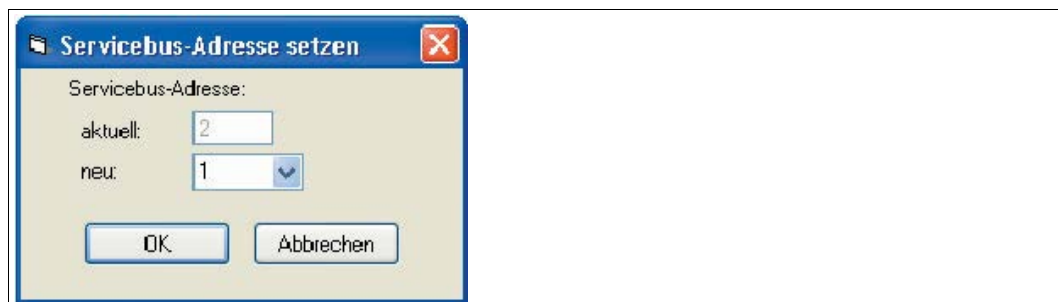 Servicebus-Adresse setzen
Servicebus-Adresse:
aktuell: 2
neu: 1
OK Abbrechen